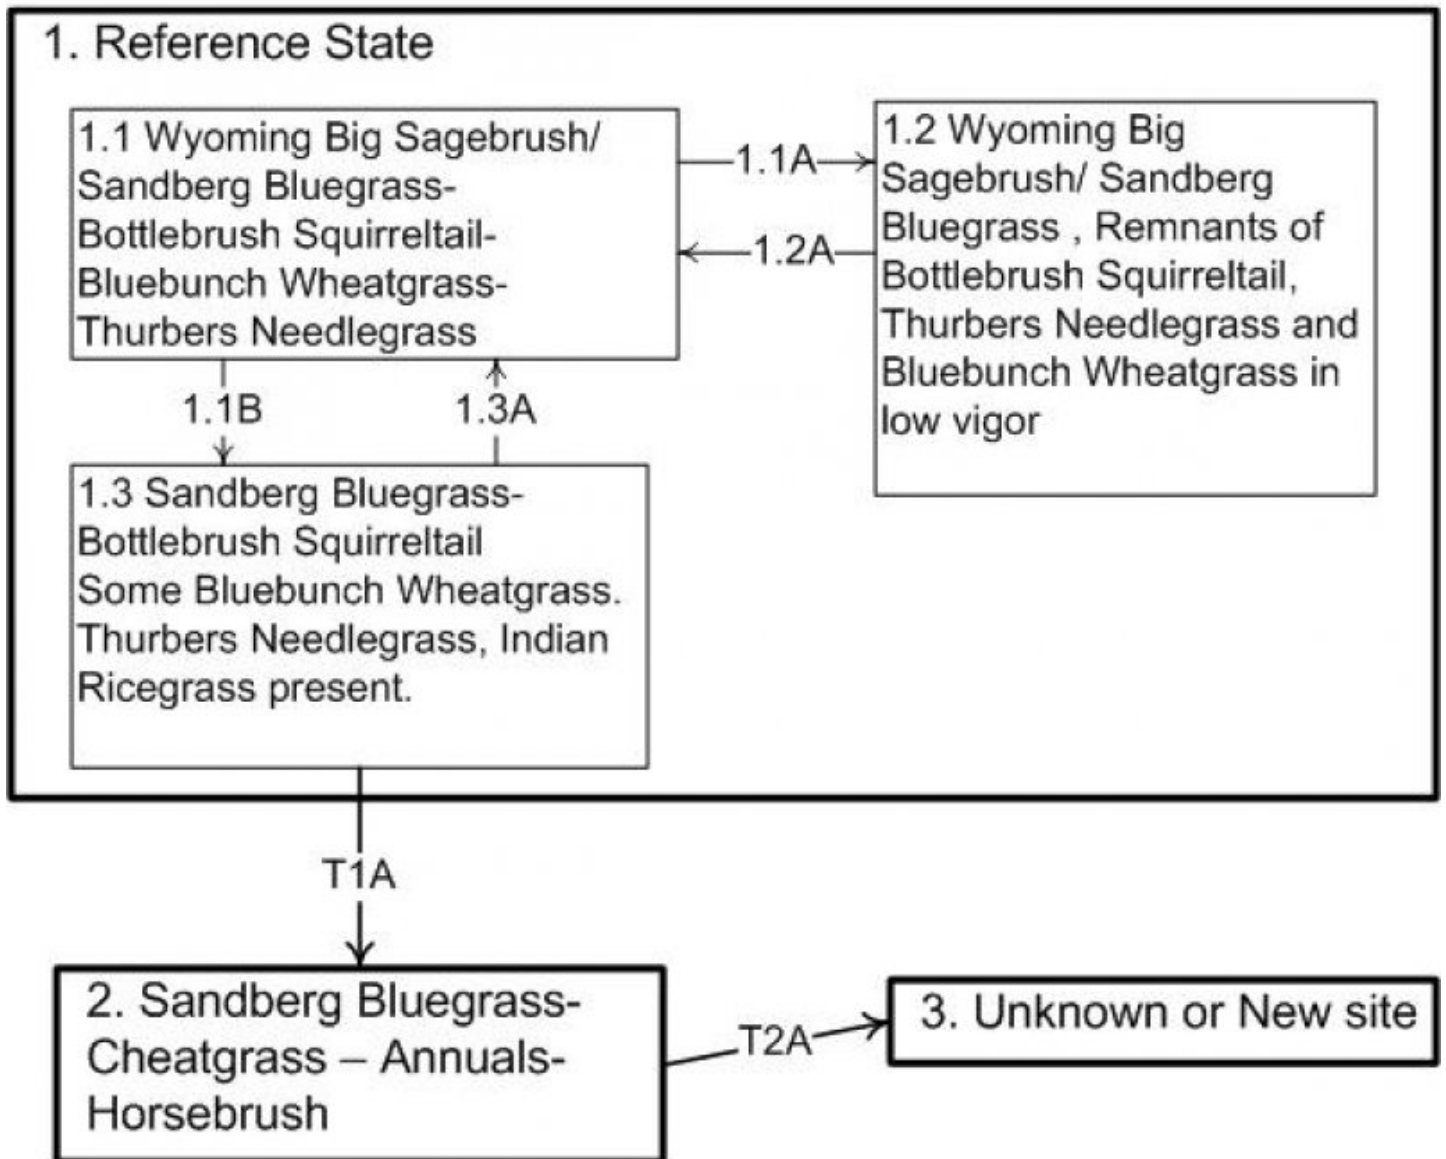 1. Reference State
1.1 Wyoming Big Sagebrush/
Sandberg Bluegrass-
Bottlebrush Squirreltail-
Bluebunch Wheatgrass-
Thurbers Needlegrass
1.1A
1.2A
1.2 Wyoming Big
Sagebrush/ Sandberg
Bluegrass , Remnants of
Bottlebrush Squirreltail,
Thurbers Needlegrass and
Bluebunch Wheatgrass in
low vigor
1.1B
1.3A
1.3 Sandberg Bluegrass-
Bottlebrush Squirreltail
Some Bluebunch Wheatgrass.
Thurbers Needlegrass, Indian
Ricegrass present.
T1A
2. Sandberg Bluegrass-
Cheatgrass – Annuals-
Horsebrush
T2A
3. Unknown or New site